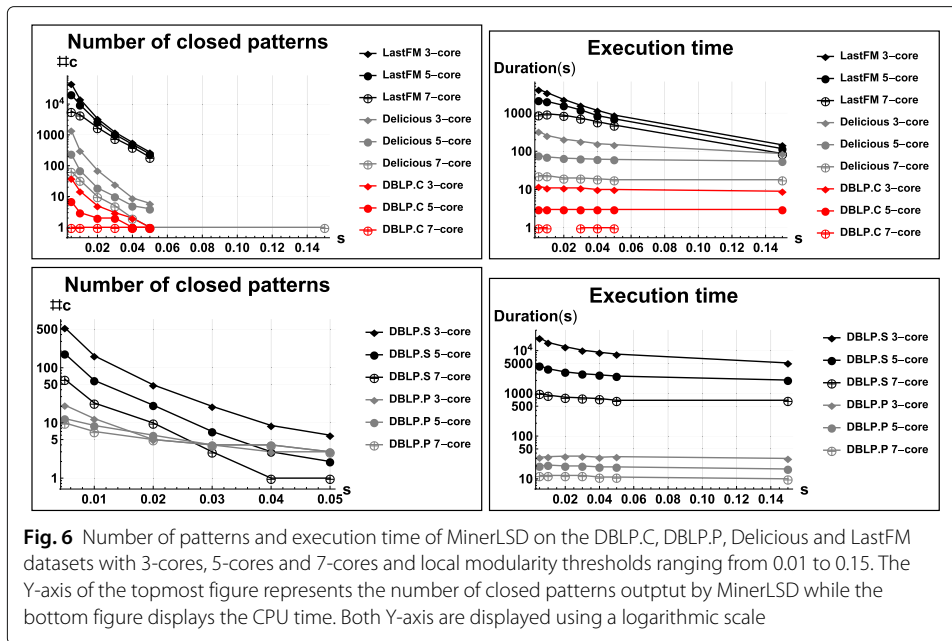 Number of closed patterns
♯c
10⁴
1000
100
10
1
0.02 0.04 0.06 0.08 0.10 0.12 0.14
s
LastFM 3–core
LastFM 5–core
LastFM 7–core
Delicious 3–core
Delicious 5–core
Delicious 7–core
DBLP.C 3–core
DBLP.C 5–core
DBLP.C 7–core
Execution time
Duration(s)
1000
100
10
1
0.02 0.04 0.06 0.08 0.10 0.12 0.14
s
LastFM 3–core
LastFM 5–core
LastFM 7–core
Delicious 3–core
Delicious 5–core
Delicious 7–core
DBLP.C 3–core
DBLP.C 5–core
DBLP.C 7–core
Number of closed patterns
♯c
500
100
50
10
5
1
0.01 0.02 0.03 0.04 0.05
s
DBLP.S 3–core
DBLP.S 5–core
DBLP.S 7–core
DBLP.P 3–core
DBLP.P 5–core
DBLP.P 7–core
Execution time
Duration(s)
10⁴
5000
1000
500
100
50
10
0.02 0.04 0.06 0.08 0.10 0.12 0.14
s
DBLP.S 3–core
DBLP.S 5–core
DBLP.S 7–core
DBLP.P 3–core
DBLP.P 5–core
DBLP.P 7–core
Fig. 6 Number of patterns and execution time of MinerLSD on the DBLP.C, DBLP.P, Delicious and LastFM
datasets with 3-cores, 5-cores and 7-cores and local modularity thresholds ranging from 0.01 to 0.15. The
Y-axis of the topmost figure represents the number of closed patterns outptut by MinerLSD while the
bottom figure displays the CPU time. Both Y-axis are displayed using a logarithmic scale